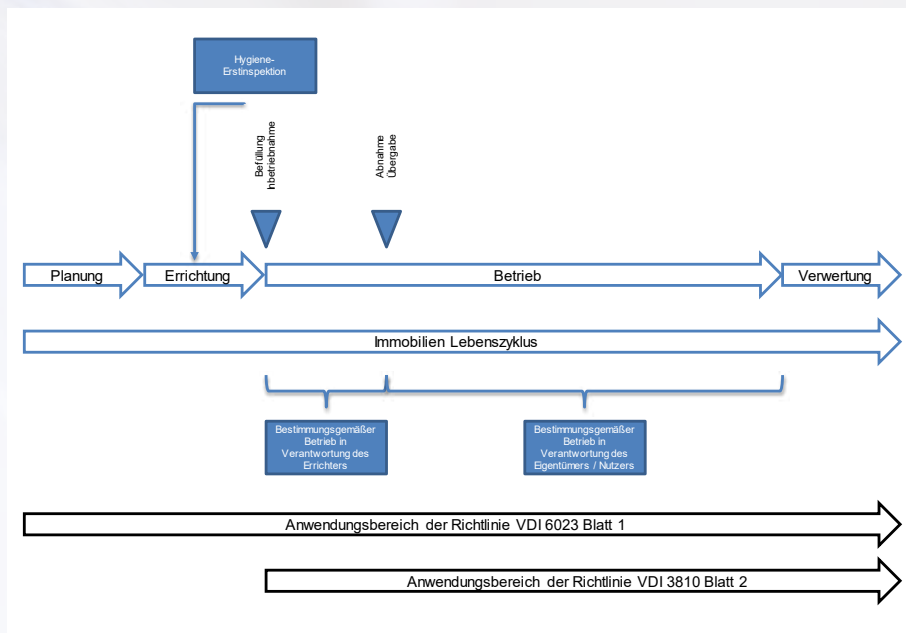 Hygiene-
Erstinspektion
Befüllung
Inbetriebnahme
Abnahme
Übergabe
Planung
Errichtung
Betrieb
Verwertung
Immobilien Lebenszyklus
Bestimmungsgemäßer
Betrieb in
Verantwortung des
Errichters
Bestimmungsgemäßer
Betrieb in
Verantwortung des
Eigentümers / Nutzers
Anwendungsbereich der Richtlinie VDI 6023 Blatt 1
Anwendungsbereich der Richtlinie VDI 3810 Blatt 2